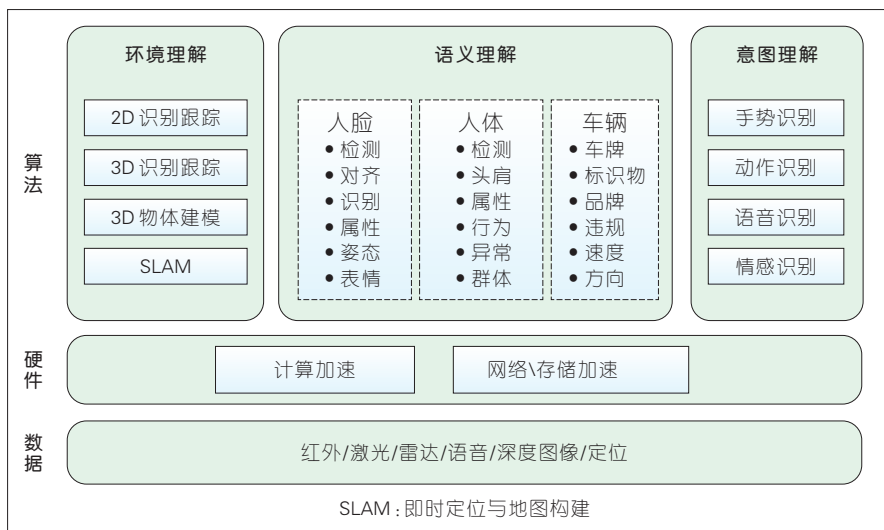 算法
环境理解
2D 识别跟踪
3D 识别跟踪
3D 物体建模
SLAM
语义理解
人脸
• 检测
• 对齐
• 识别
• 属性
• 姿态
• 表情
人体
• 检测
• 头肩
• 属性
• 行为
• 异常
• 群体
车辆
• 车牌
• 标识物
• 品牌
• 违规
• 速度
• 方向
意图理解
手势识别
动作识别
语音识别
情感识别
硬件
计算加速
网络\存储加速
数据
红外/激光/雷达/语音/深度图像/定位
SLAM : 即时定位与地图构建